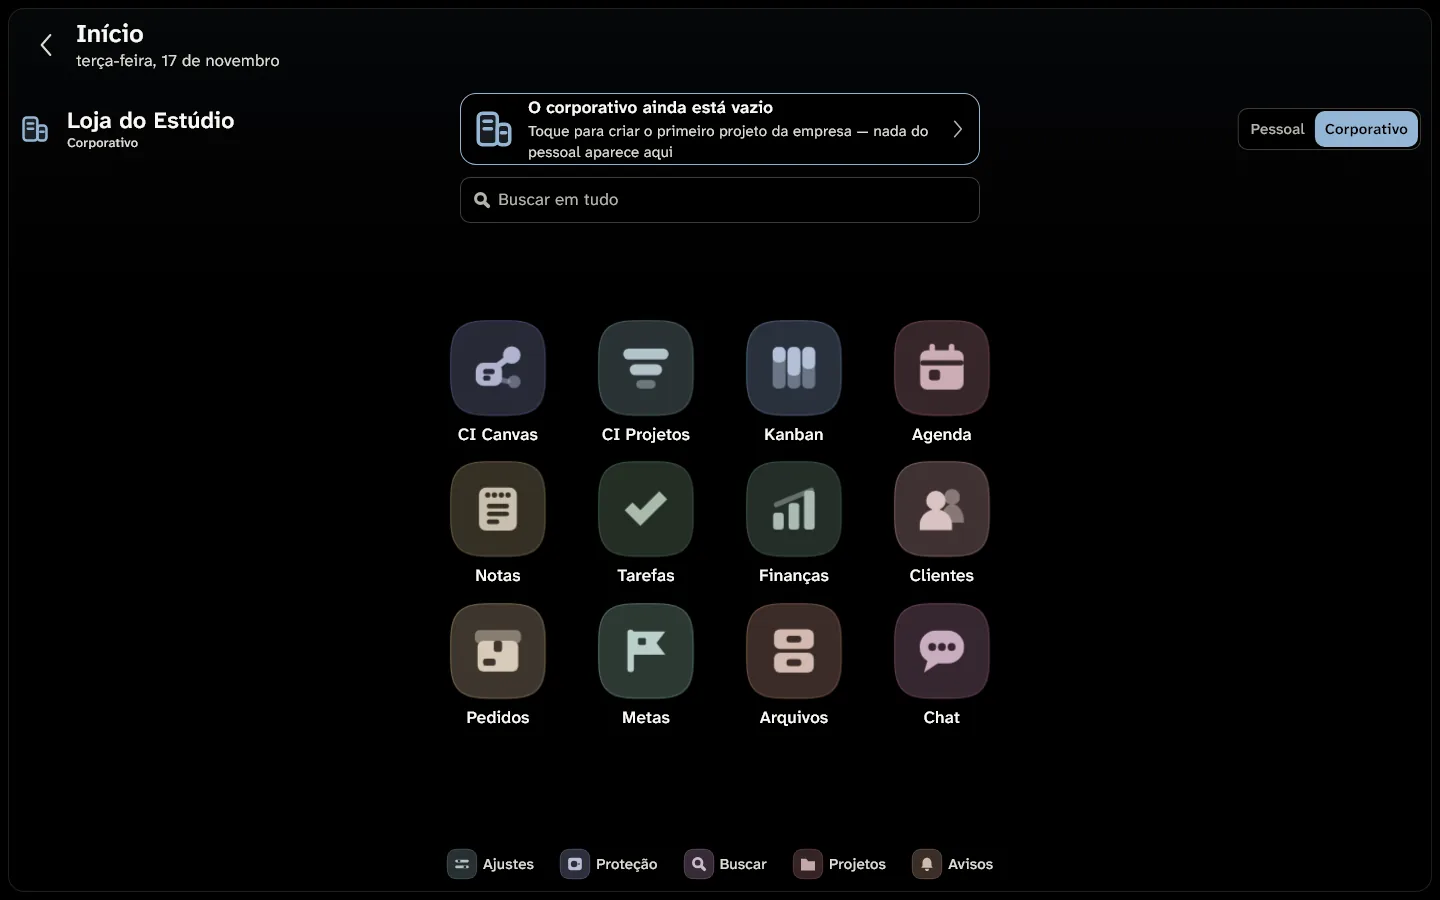 Início
terça-feira, 17 de novembro
Loja do Estúdio
Corporativo
O corporativo ainda está vazio
Toque para criar o primeiro projeto da empresa — nada do
pessoal aparece aqui
Pessoal
Corporativo
Buscar em tudo
CI Canvas
CI Projetos
Kanban
Agenda
Notas
Tarefas
Finanças
Clientes
Pedidos
Metas
Arquivos
Chat
Ajustes
Proteção
Buscar
Projetos
Avisos